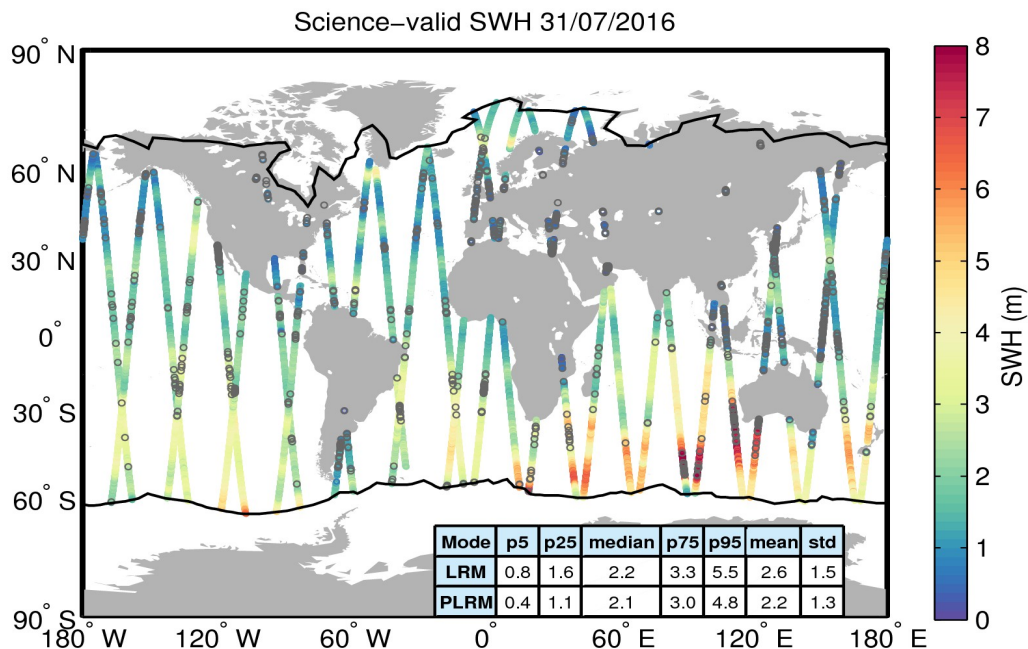 Science−valid SWH 31/07/2016
90° N
60° N
30° N
0°
30° S
60° S
90° S
180° W 120° W 60° W 0° 60° E 120° E 180° E
Mode p5 p25 median p75 p95 mean std
LRM 0.8 1.6 2.2 3.3 5.5 2.6 1.5
PLRM 0.4 1.1 2.1 3.0 4.8 2.2 1.3
8
7
6
5
4
3
2
1
0
SWH (m)